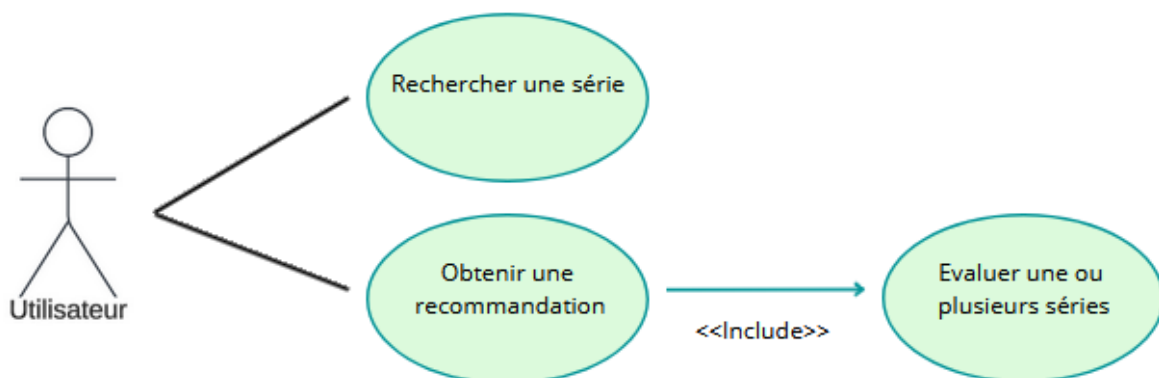 Rechercher une série
Utilisateur
Obtenir une
recommandation
<<Include>>
Evaluer une ou
plusieurs séries